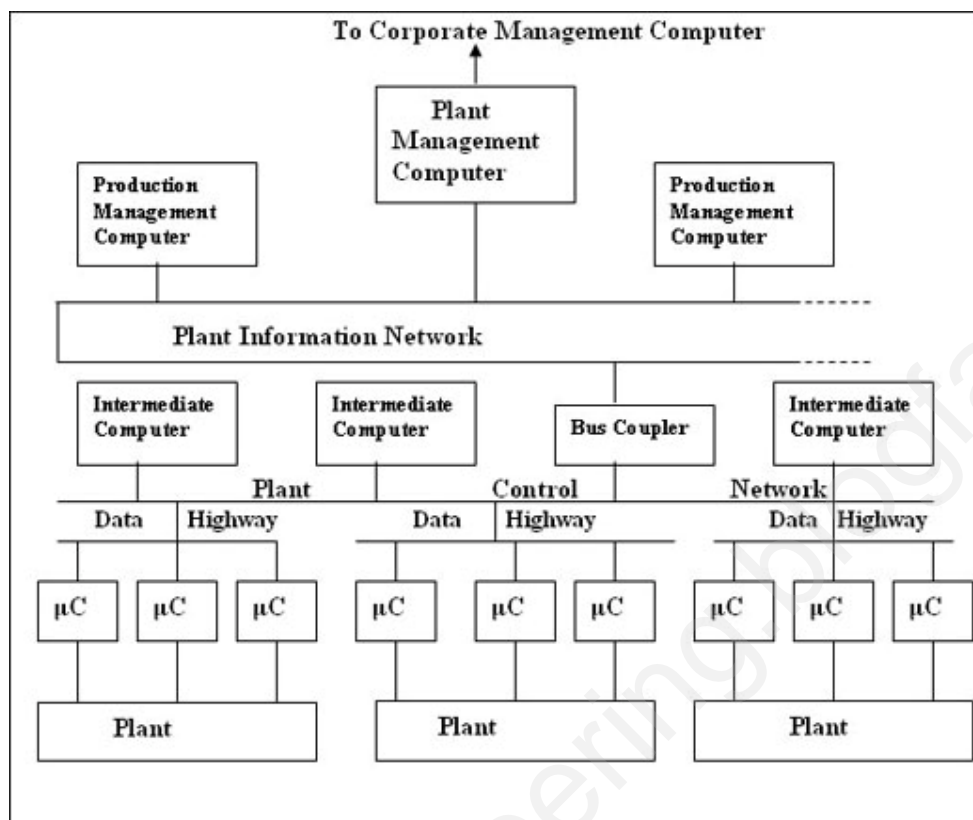 To Corporate Management Computer
Plant
Management
Computer
Production
Management
Computer
Production
Management
Computer
Plant Information Network
Intermediate
Computer
Intermediate
Computer
Bus Coupler
Intermediate
Computer
Plant Control Network
Data Highway
Data Highway
Data Highway
µC µC µC
µC µC µC
µC µC µC
Plant
Plant
Plant